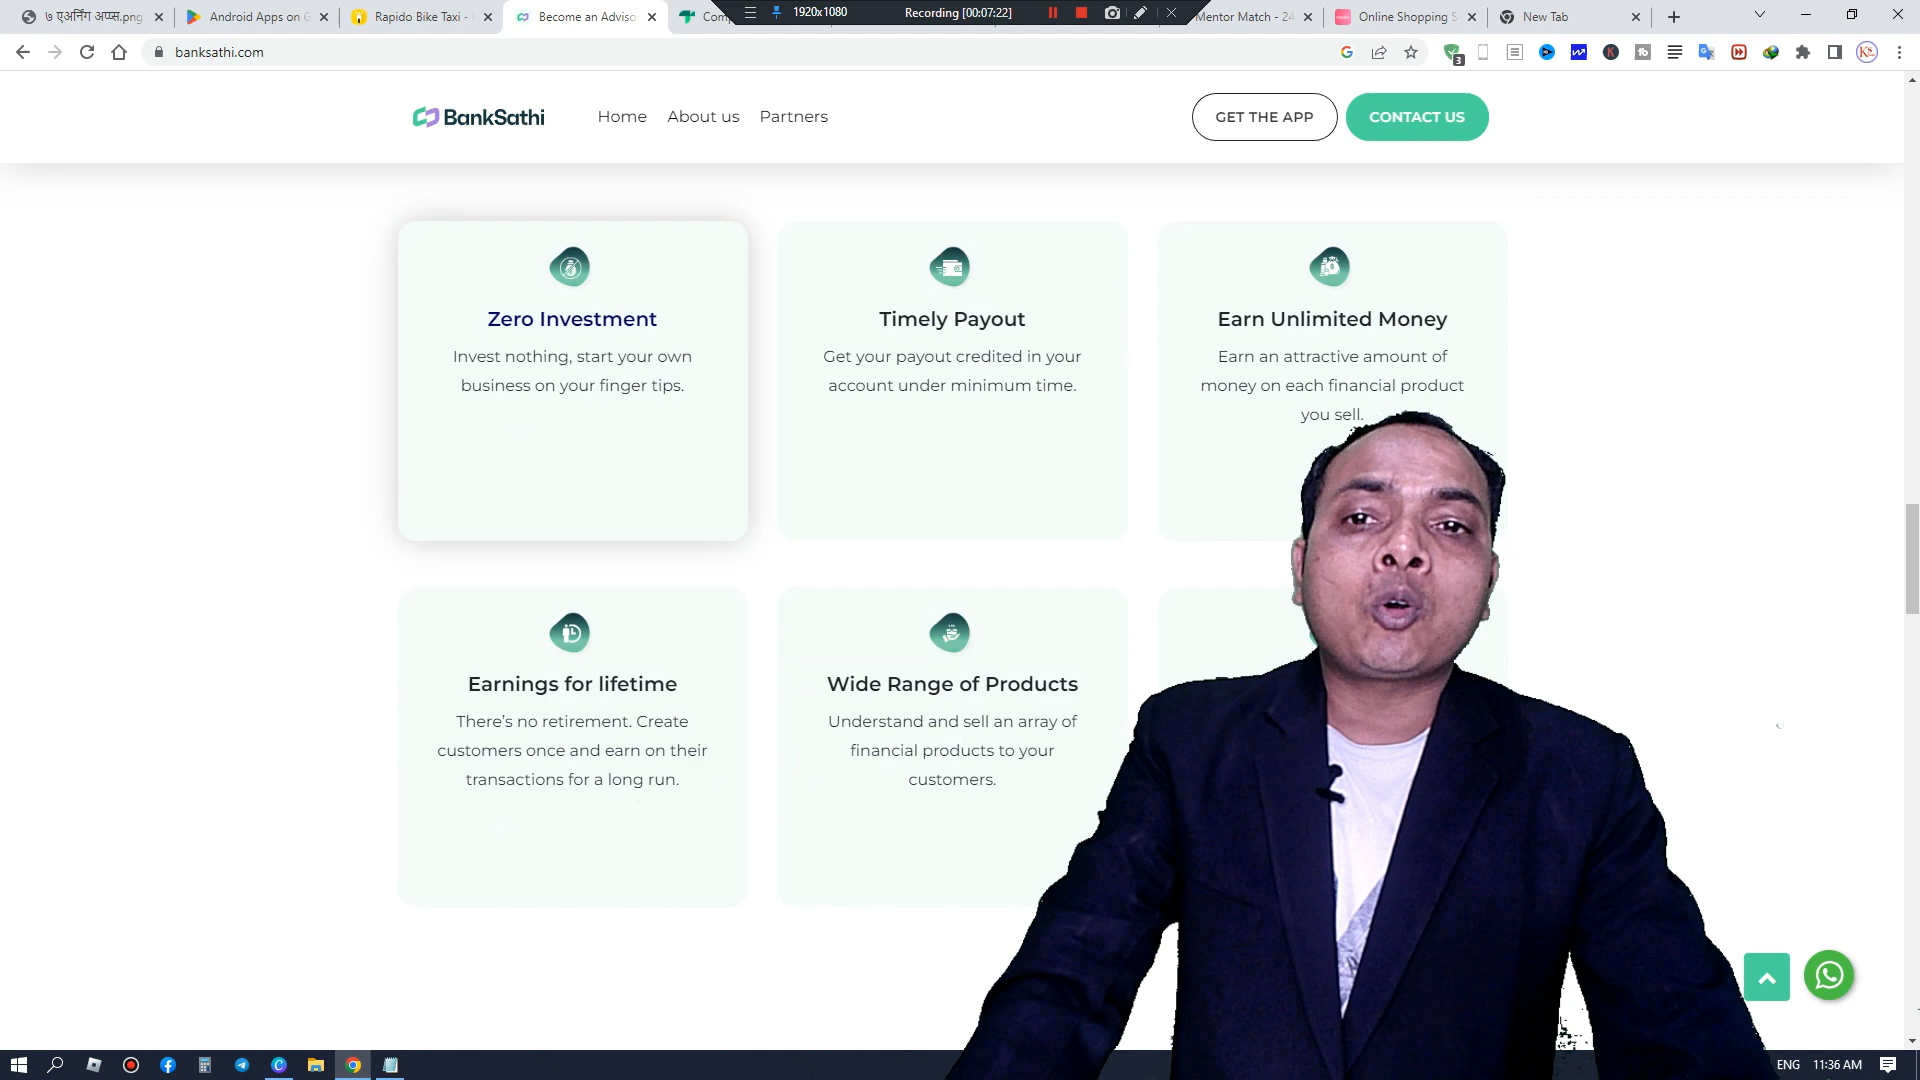 ७ एअर्निंग अप्प्स.png
Android Apps on G
Rapido Bike Taxi -
Become an Adviso
Com
1920x1080
Recording [00:07:22]
Mentor Match - 24
Online Shopping S
New Tab
banksathi.com
3
BankSathi
Home
About us
Partners
GET THE APP
CONTACT US
Zero Investment
Invest nothing, start your own
business on your finger tips.
Timely Payout
Get your payout credited in your
account under minimum time.
Earn Unlimited Money
Earn an attractive amount of
money on each financial product
you sell.
Earnings for lifetime
There's no retirement. Create
customers once and earn on their
transactions for a long run.
Wide Range of Products
Understand and sell an array of
financial products to your
customers.
ENG
11:36 AM